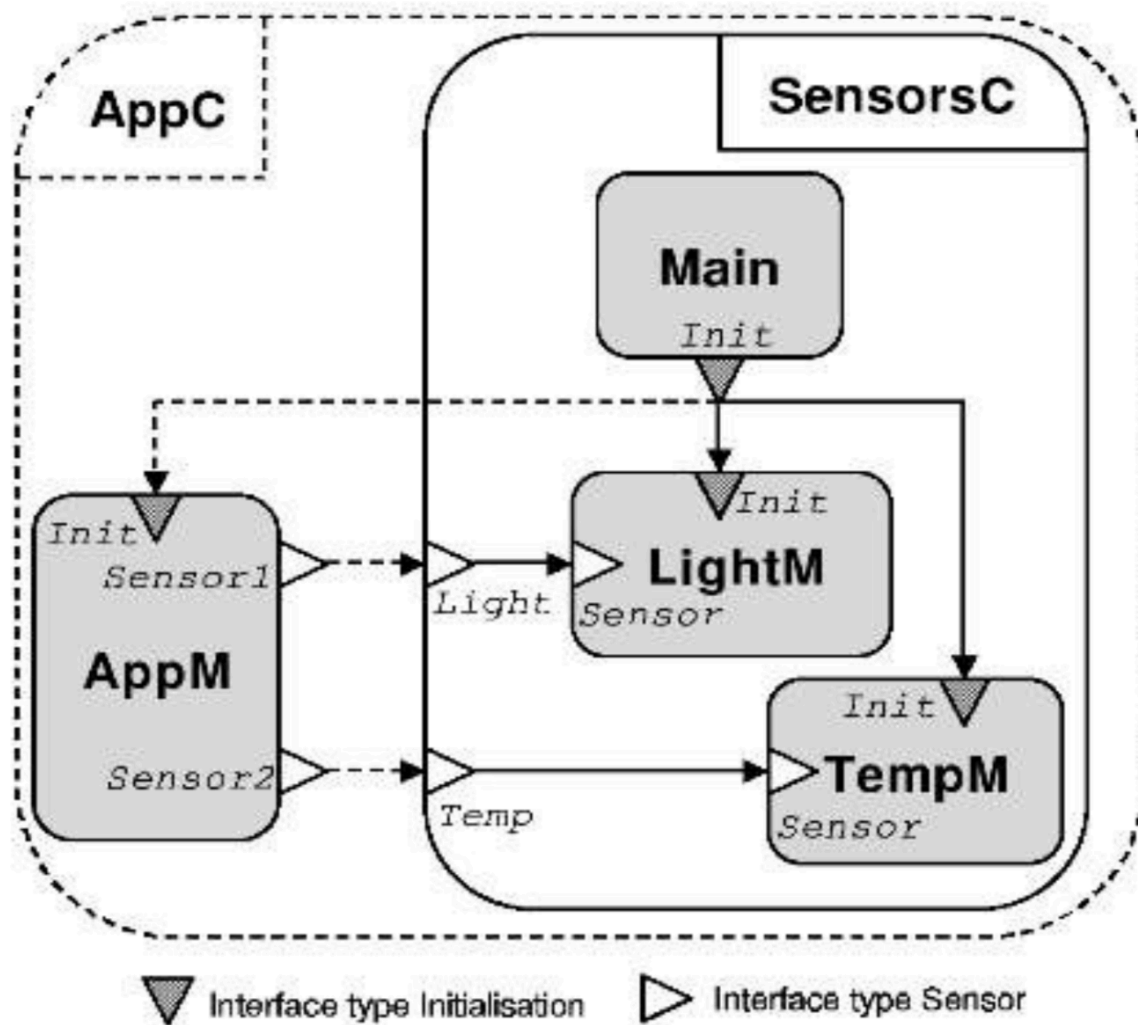 AppC
SensorsC
Main
Init
Init
Init
Sensor1
LightM
Light
Sensor
AppM
Init
Sensor2
TempM
Temp
Sensor
Interface type Initialisation
Interface type Sensor